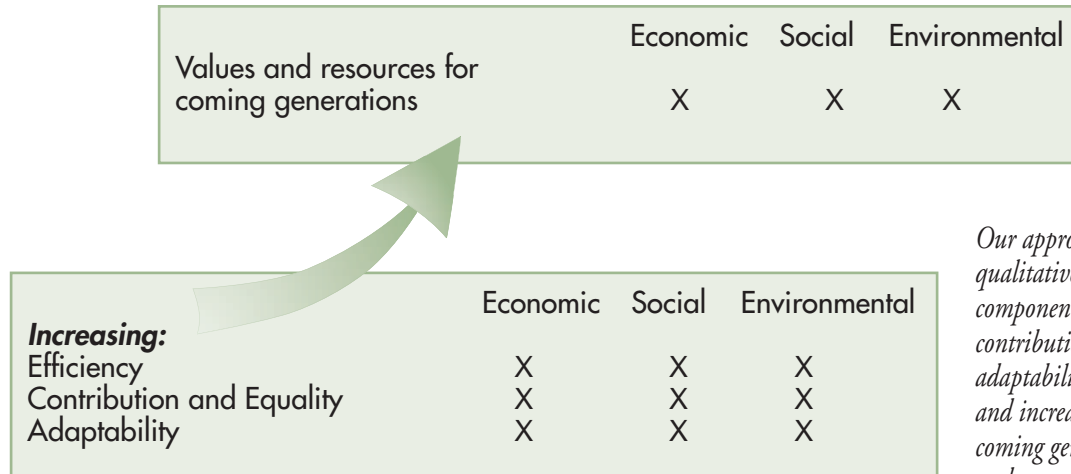 Economic Social Environmental
Values and resources for
coming generations X X X
Economic Social Environmental
Increasing:
Efficiency X X X
Contribution and Equality X X X
Adaptability X X X
Our appro
qualitative
componen
contributi
adaptabili
and increa
coming gen